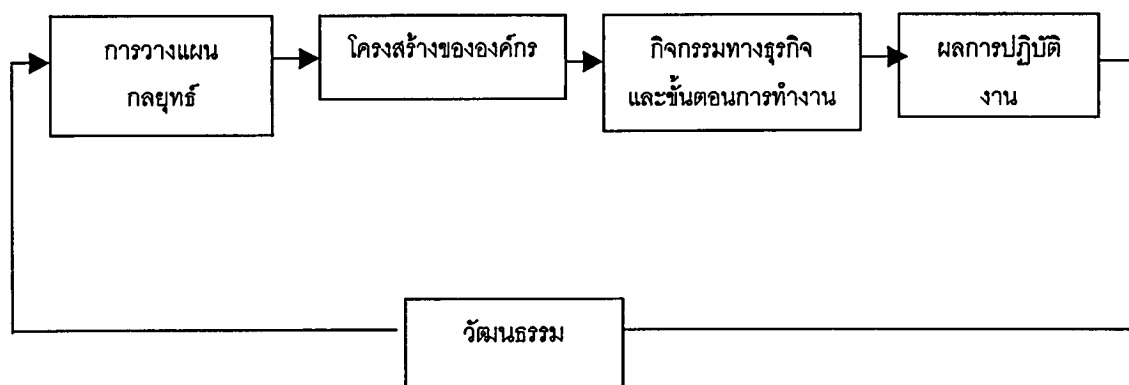 การวางแผน
กลยุทธ์
โครงสร้างขององค์กร
กิจกรรมทางธุรกิจ
และขั้นตอนการทำงาน
ผลการปฏิบัติ
งาน
วัฒนธรรม